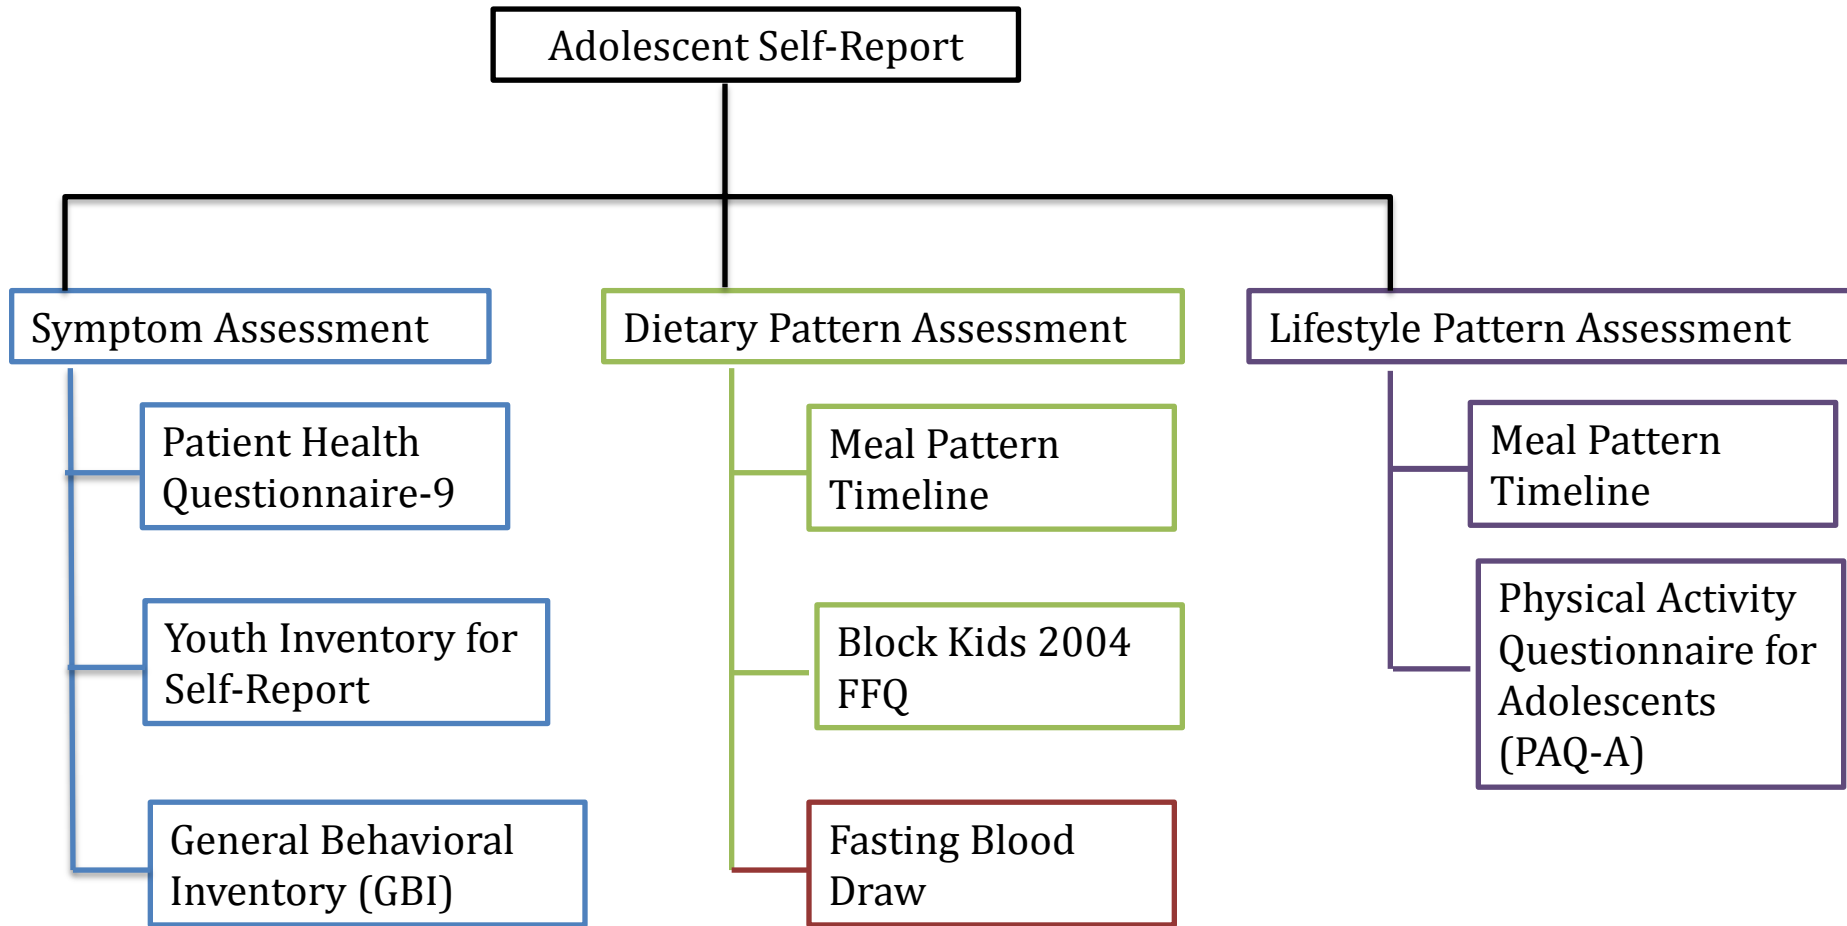 Adolescent Self-Report
Symptom Assessment
Patient Health
Questionnaire-9
Youth Inventory for
Self-Report
General Behavioral
Inventory (GBI)
Dietary Pattern Assessment
Meal Pattern
Timeline
Block Kids 2004
FFQ
Fasting Blood
Draw
Lifestyle Pattern Assessment
Meal Pattern
Timeline
Physical Activity
Questionnaire for
Adolescents
(PAQ-A)